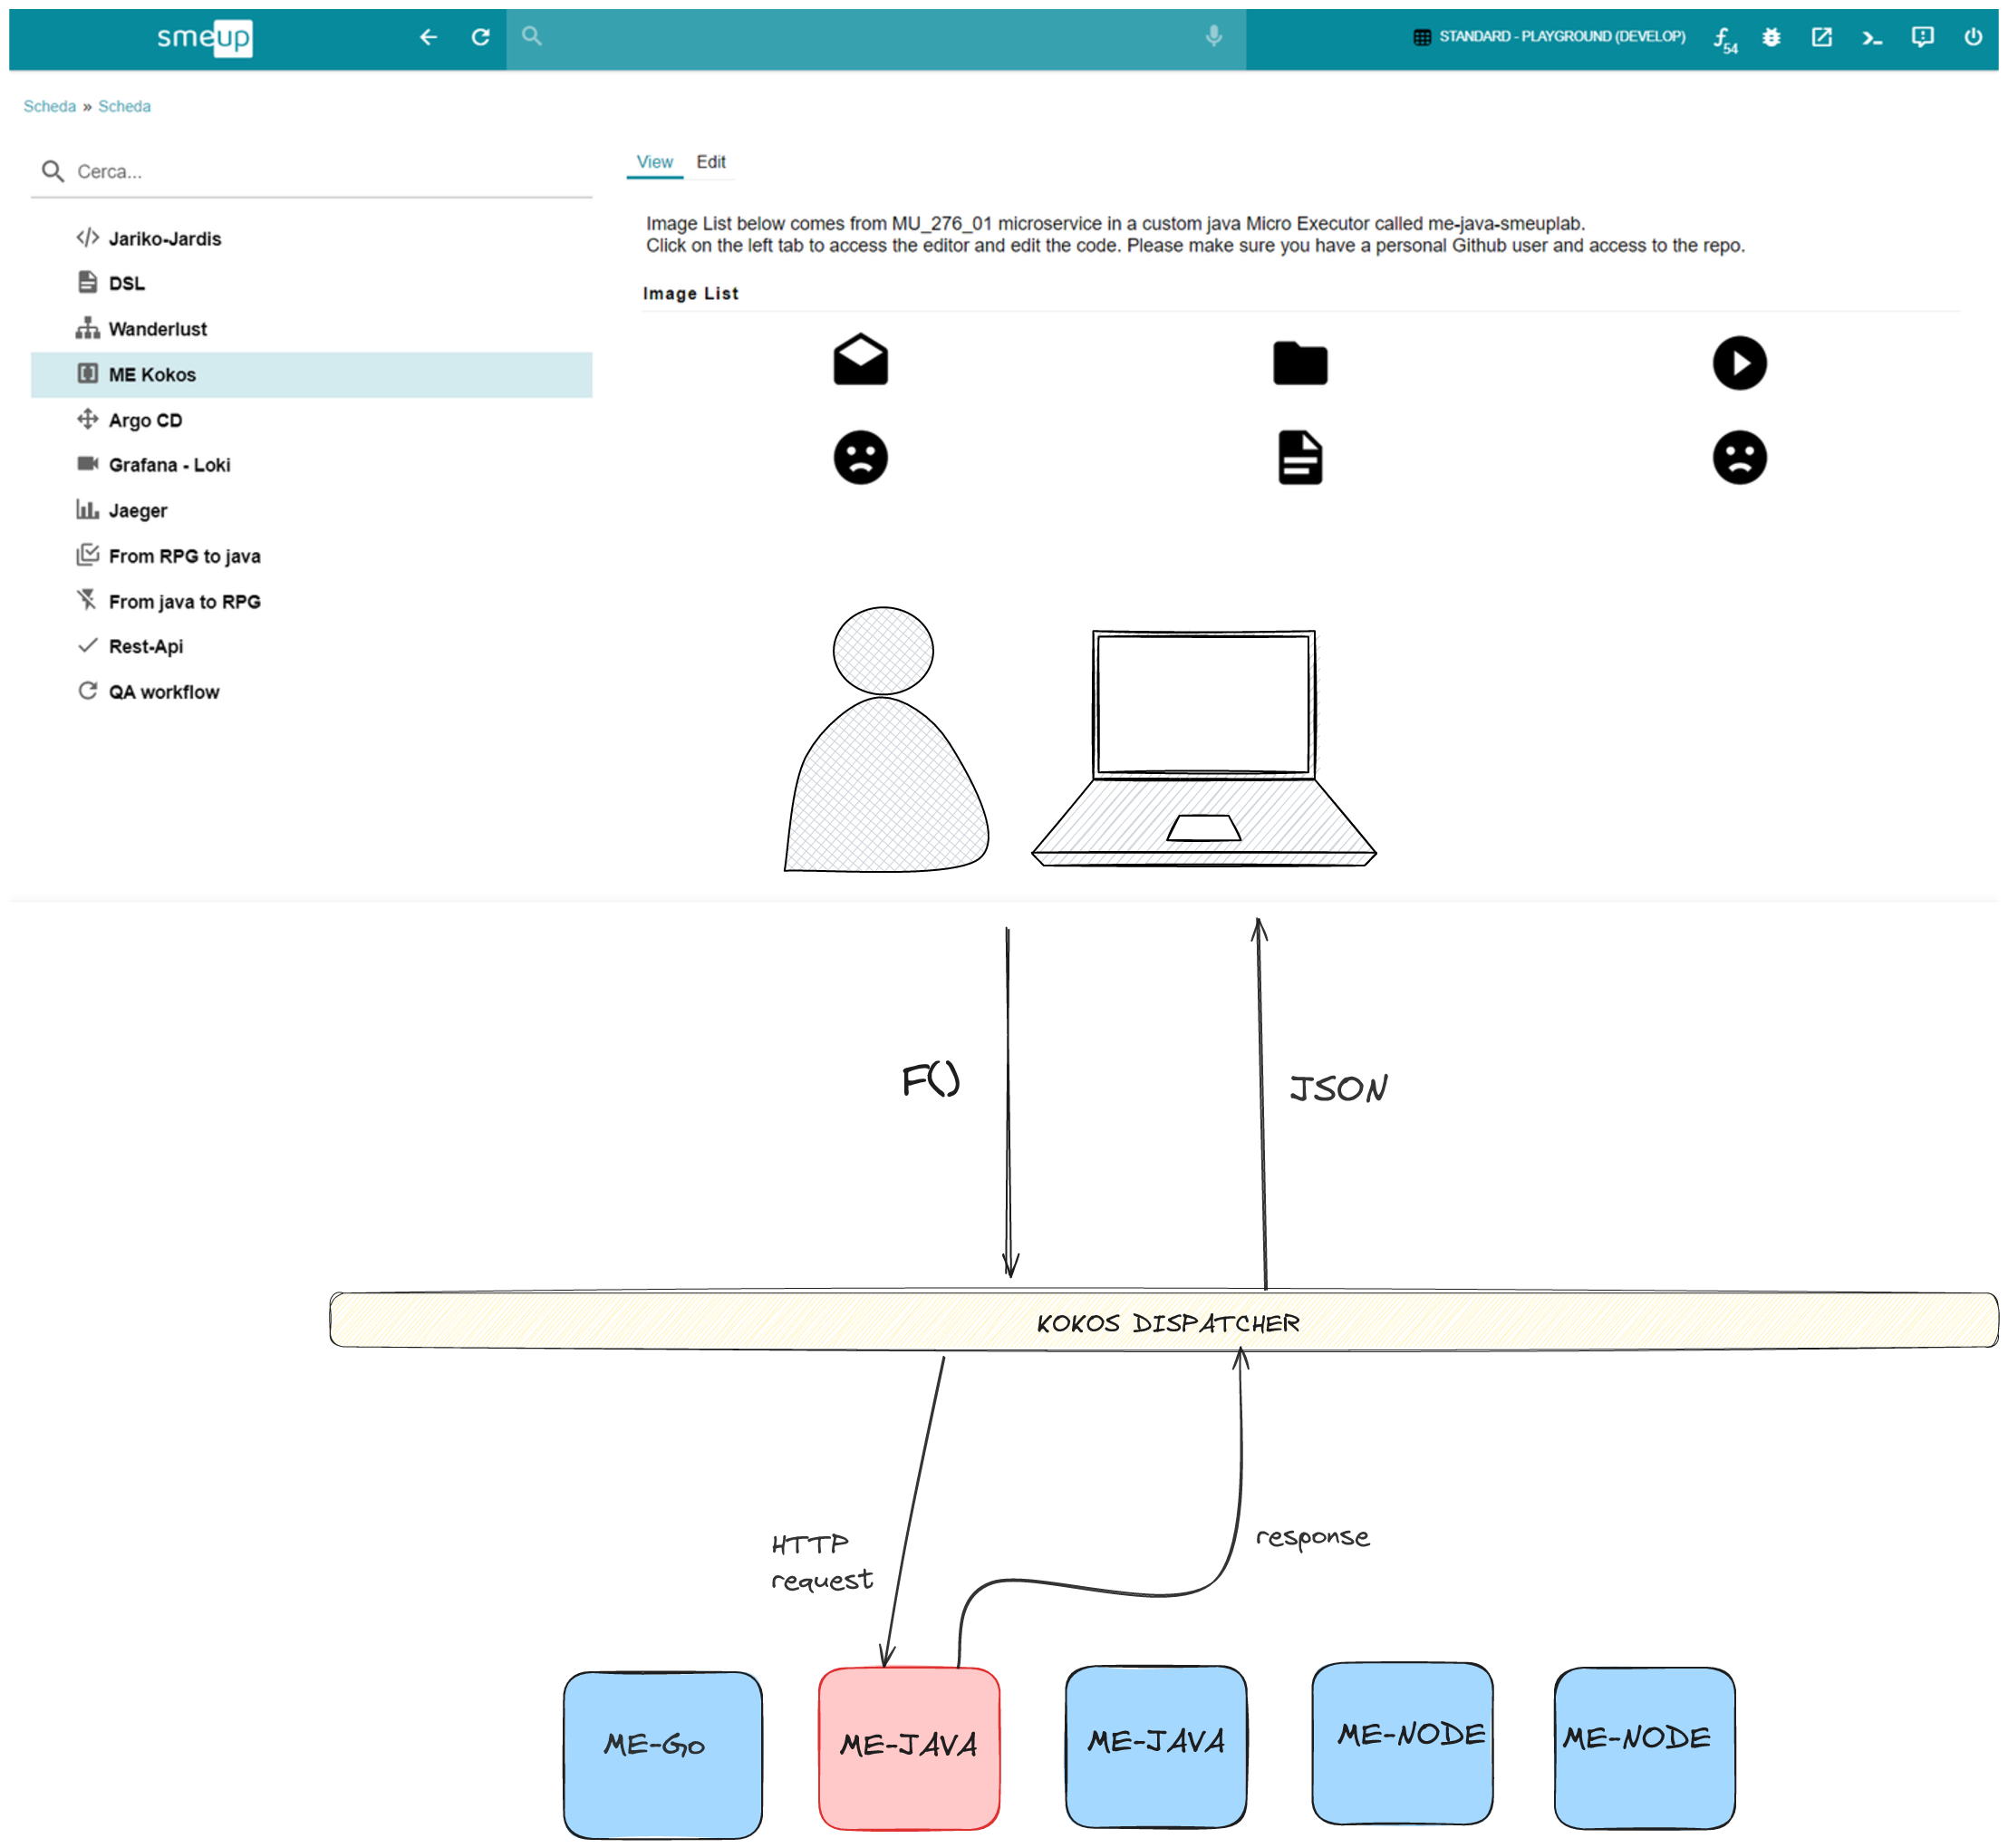 smeup
STANDARD - PLAYGROUND (DEVELOP)
54
Scheda » Scheda
Cerca...
Jariko-Jardis
DSL
Wanderlust
ME Kokos
Argo CD
Grafana - Loki
Jaeger
From RPG to java
From java to RPG
Rest-Api
QA workflow
View Edit
Image List below comes from MU_276_01 microservice in a custom java Micro Executor called me-java-smeuplab.
Click on the left tab to access the editor and edit the code. Please make sure you have a personal Github user and access to the repo.
Image List
F()
JSON
KOKOS DISPATCHER
HTTP
request
response
ME-Go
ME-JAVA
ME-JAVA
ME-NODE
ME-NODE